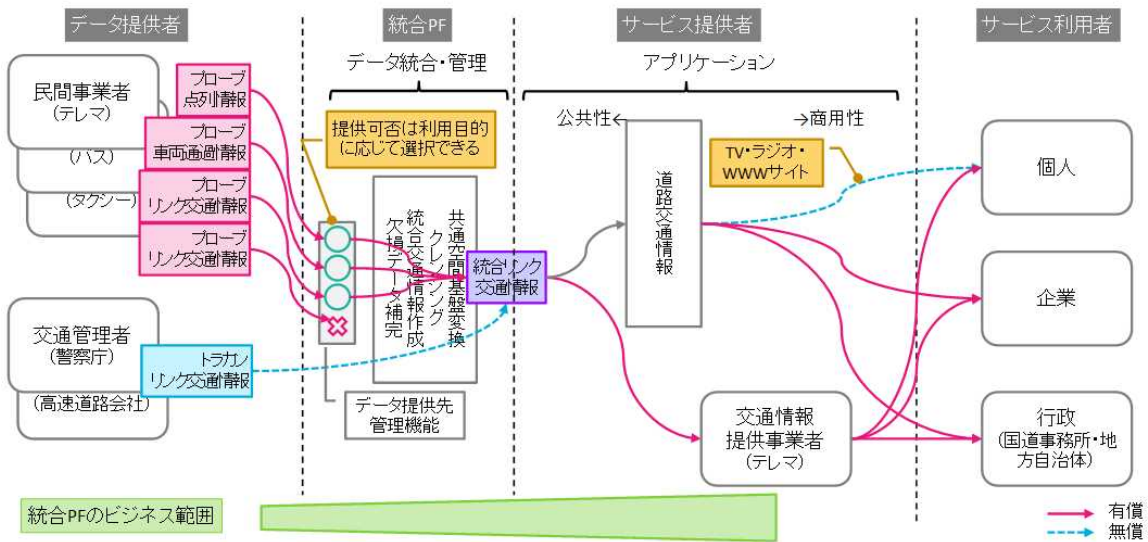 データ提供者
統合PF
サービス提供者
サービス利用者
データ統合・管理
アプリケーション
民間事業者
(テレマ)
(バス)
(タクシー)
プローブ
点列情報
プローブ
車両通過情報
プローブ
リンク交通情報
プローブ
リンク交通情報
提供可否は利用目的
に応じて選択できる
共通空間基盤変換
クレンジング
統合交通情報作成
欠損データ補完
統合リンク
交通情報
公共性←
→商用性
道路交通情報
TV・ラジオ・
WWWサイト
個人
企業
行政
(国道事務所・地
方自治体)
交通管理者
(警察庁)
(高速道路会社)
トラカン
リンク交通情報
データ提供先
管理機能
交通情報
提供事業者
(テレマ)
統合PFのビジネス範囲
有償
無償